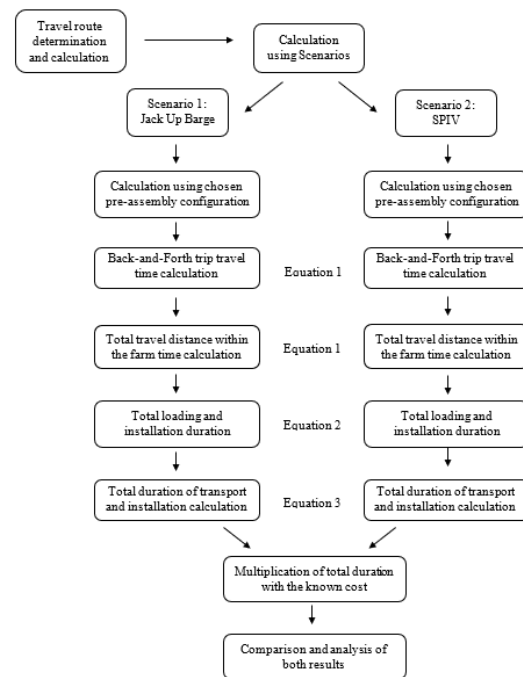 Travel route
determination
and calculation
Calculation
using Scenarios
Scenario 1:
Jack Up Barge
Scenario 2:
SPIV
Calculation using chosen
pre-assembly configuration
Calculation using chosen
pre-assembly configuration
Back-and-Forth trip travel
time calculation
Equation 1
Back-and-Forth trip travel
time calculation
Total travel distance within
the farm time calculation
Equation 1
Total travel distance within
the farm time calculation
Total loading and
installation duration
Equation 2
Total loading and
installation duration
Total duration of transport
and installation calculation
Equation 3
Total duration of transport
and installation calculation
Multiplication of total duration
with the known cost
Comparison and analysis of
both results